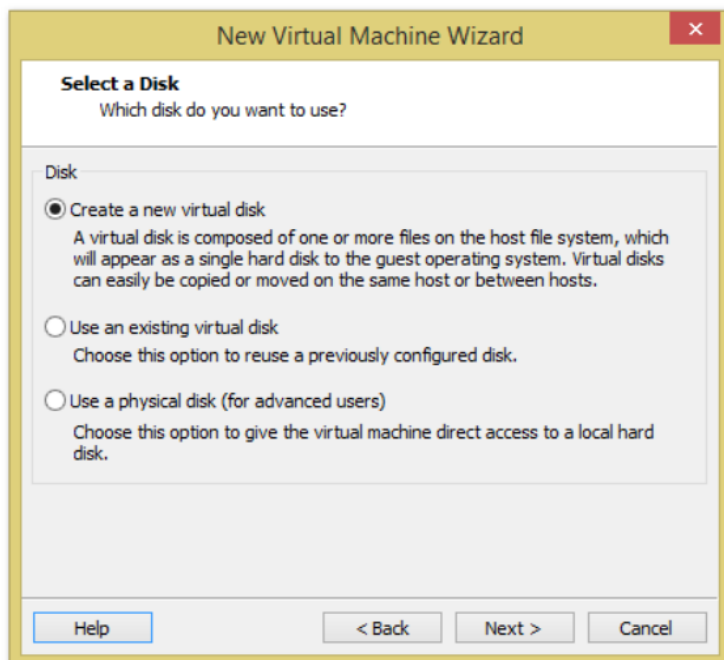 New Virtual Machine Wizard
Select a Disk
Which disk do you want to use?
Disk
Create a new virtual disk
A virtual disk is composed of one or more files on the host file system, which
will appear as a single hard disk to the guest operating system. Virtual disks
can easily be copied or moved on the same host or between hosts.
Use an existing virtual disk
Choose this option to reuse a previously configured disk.
Use a physical disk (for advanced users)
Choose this option to give the virtual machine direct access to a local hard
disk.
Help
< Back
Next >
Cancel